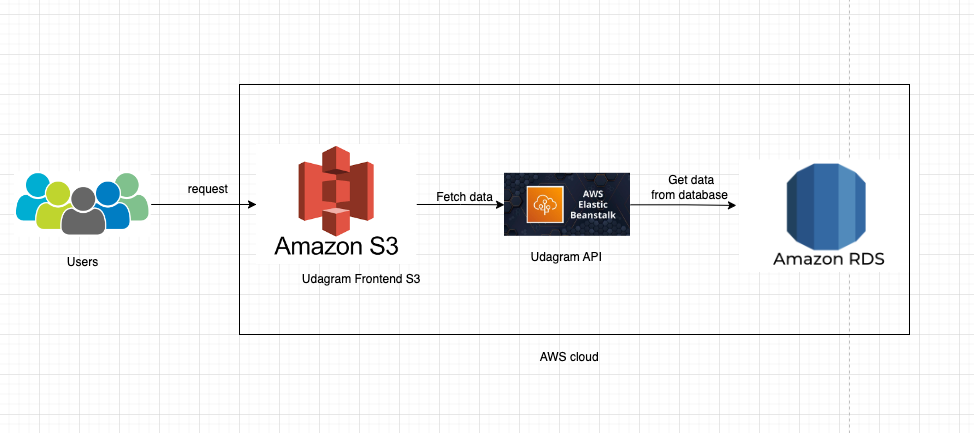 request
Users
Amazon S3
Udagram Frontend S3
Fetch data
AWS
Elastic
Beanstalk
Udagram API
Get data
from database
Amazon RDS
AWS cloud